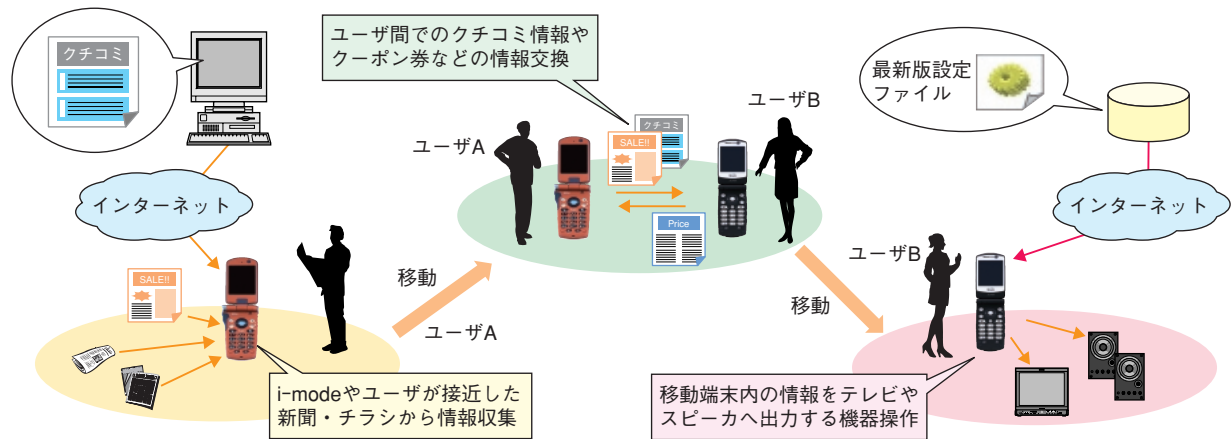 クチコミ
インターネット
SALE!!
移動
ユーザA
i-modeやユーザが接近した
新聞・チラシから情報収集
ユーザ間でのクチコミ情報や
クーポン券などの情報交換
ユーザA
クチコミ
SALE!!
Price
ユーザB
移動
最新版設定
ファイル
インターネット
ユーザB
移動端末内の情報をテレビや
スピーカへ出力する機器操作